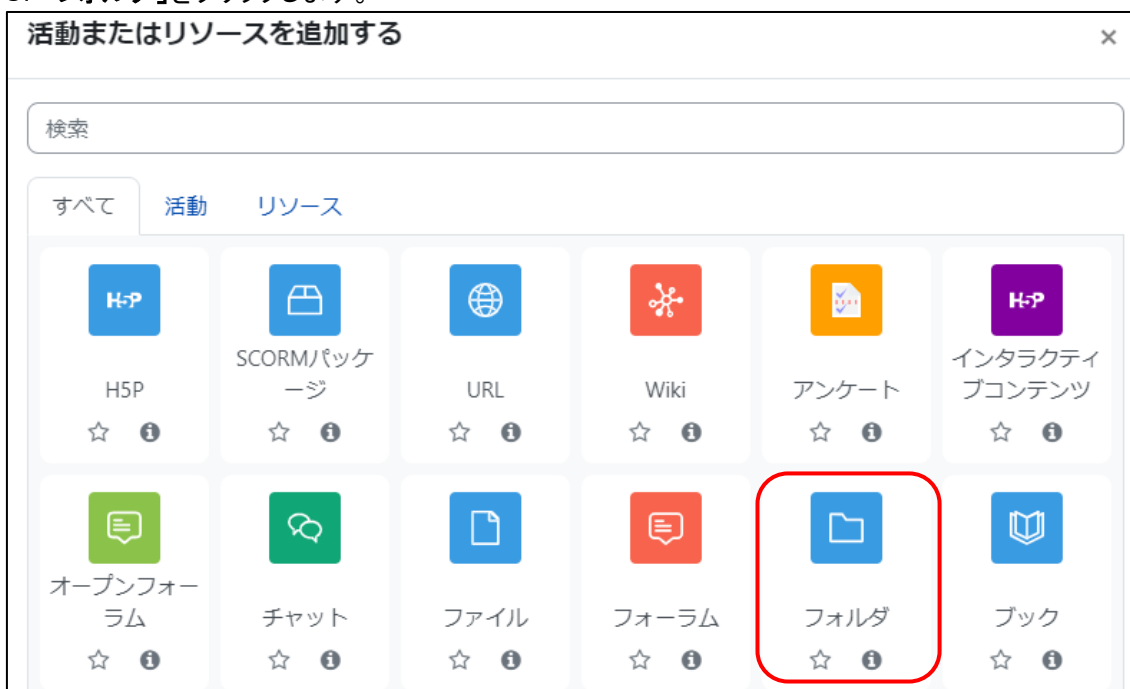 活動またはリソースを追加する ×
検索
すべて 活動 リソース
H5P H5P
SCORMパッケ インタラクティ
H5P ージ URL Wiki アンケート ブコンテンツ
オープンフォー
ラム チャット ファイル フォーラム フォルダ ブック